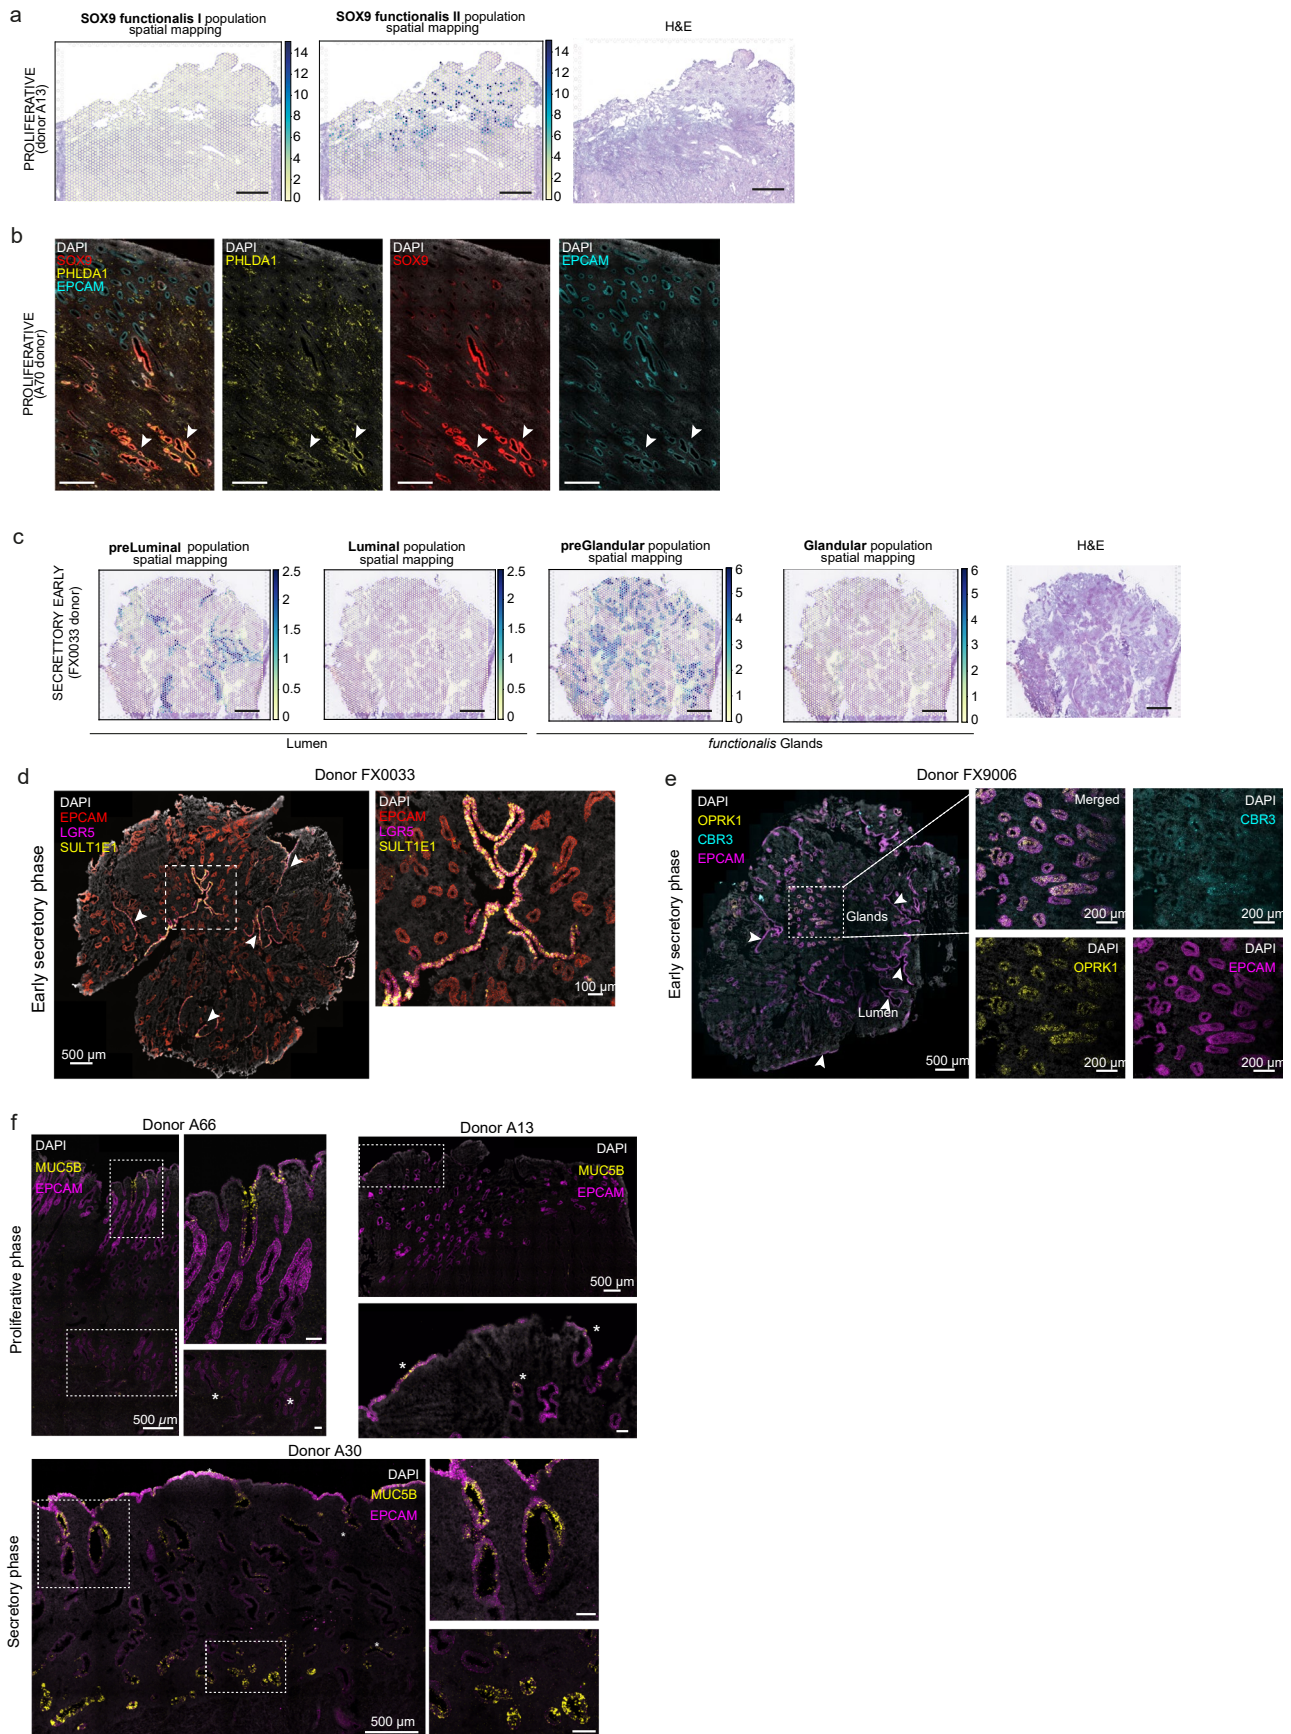 a
SOX9 functionalis I population
spatial mapping
SOX9 functionalis II population
spatial mapping
H&E
PROLIFERATIVE
(donor A13)
14
12
10
8
6
4
2
0
14
12
10
8
6
4
2
0
b
PROLIFERATIVE
(A70 donor)
DAPI
SOX9
PHLDA1
EPCAM
DAPI
PHLDA1
DAPI
SOX9
DAPI
EPCAM
c
preLuminal population
spatial mapping
Luminal population
spatial mapping
preGlandular population
spatial mapping
Glandular population
spatial mapping
H&E
SECRETTORY EARLY
(FX0033 donor)
2.5
2
1.5
1
0.5
0
2.5
2
1.5
1
0.5
0
6
5
4
3
2
1
0
6
5
4
3
2
1
0
Lumen
functionalis Glands
d
Donor FX0033
Early secretory phase
DAPI
EPCAM
LGR5
SULT1E1
500 µm
DAPI
EPCAM
LGR5
SULT1E1
100 µm
e
Donor FX9006
Early secretory phase
DAPI
OPRK1
CBR3
EPCAM
Glands
Lumen
500 µm
Merged
200 µm
DAPI
CBR3
200 µm
DAPI
OPRK1
200 µm
DAPI
EPCAM
200 µm
f
Proliferative phase
Donor A66
DAPI
MUC5B
EPCAM
500 µm
*
*
Donor A13
DAPI
MUC5B
EPCAM
500 µm
*
*
*
Secretory phase
Donor A30
*
DAPI
MUC5B
EPCAM
*
*
500 µm